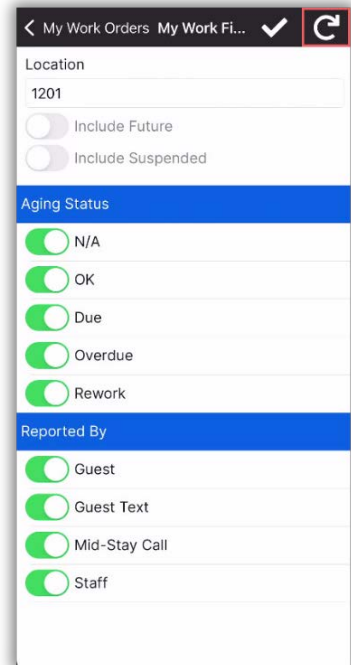 My Work Orders My Work Fi...
Location
1201
Include Future
Include Suspended
Aging Status
N/A
OK
Due
Overdue
Rework
Reported By
Guest
Guest Text
Mid-Stay Call
Staff